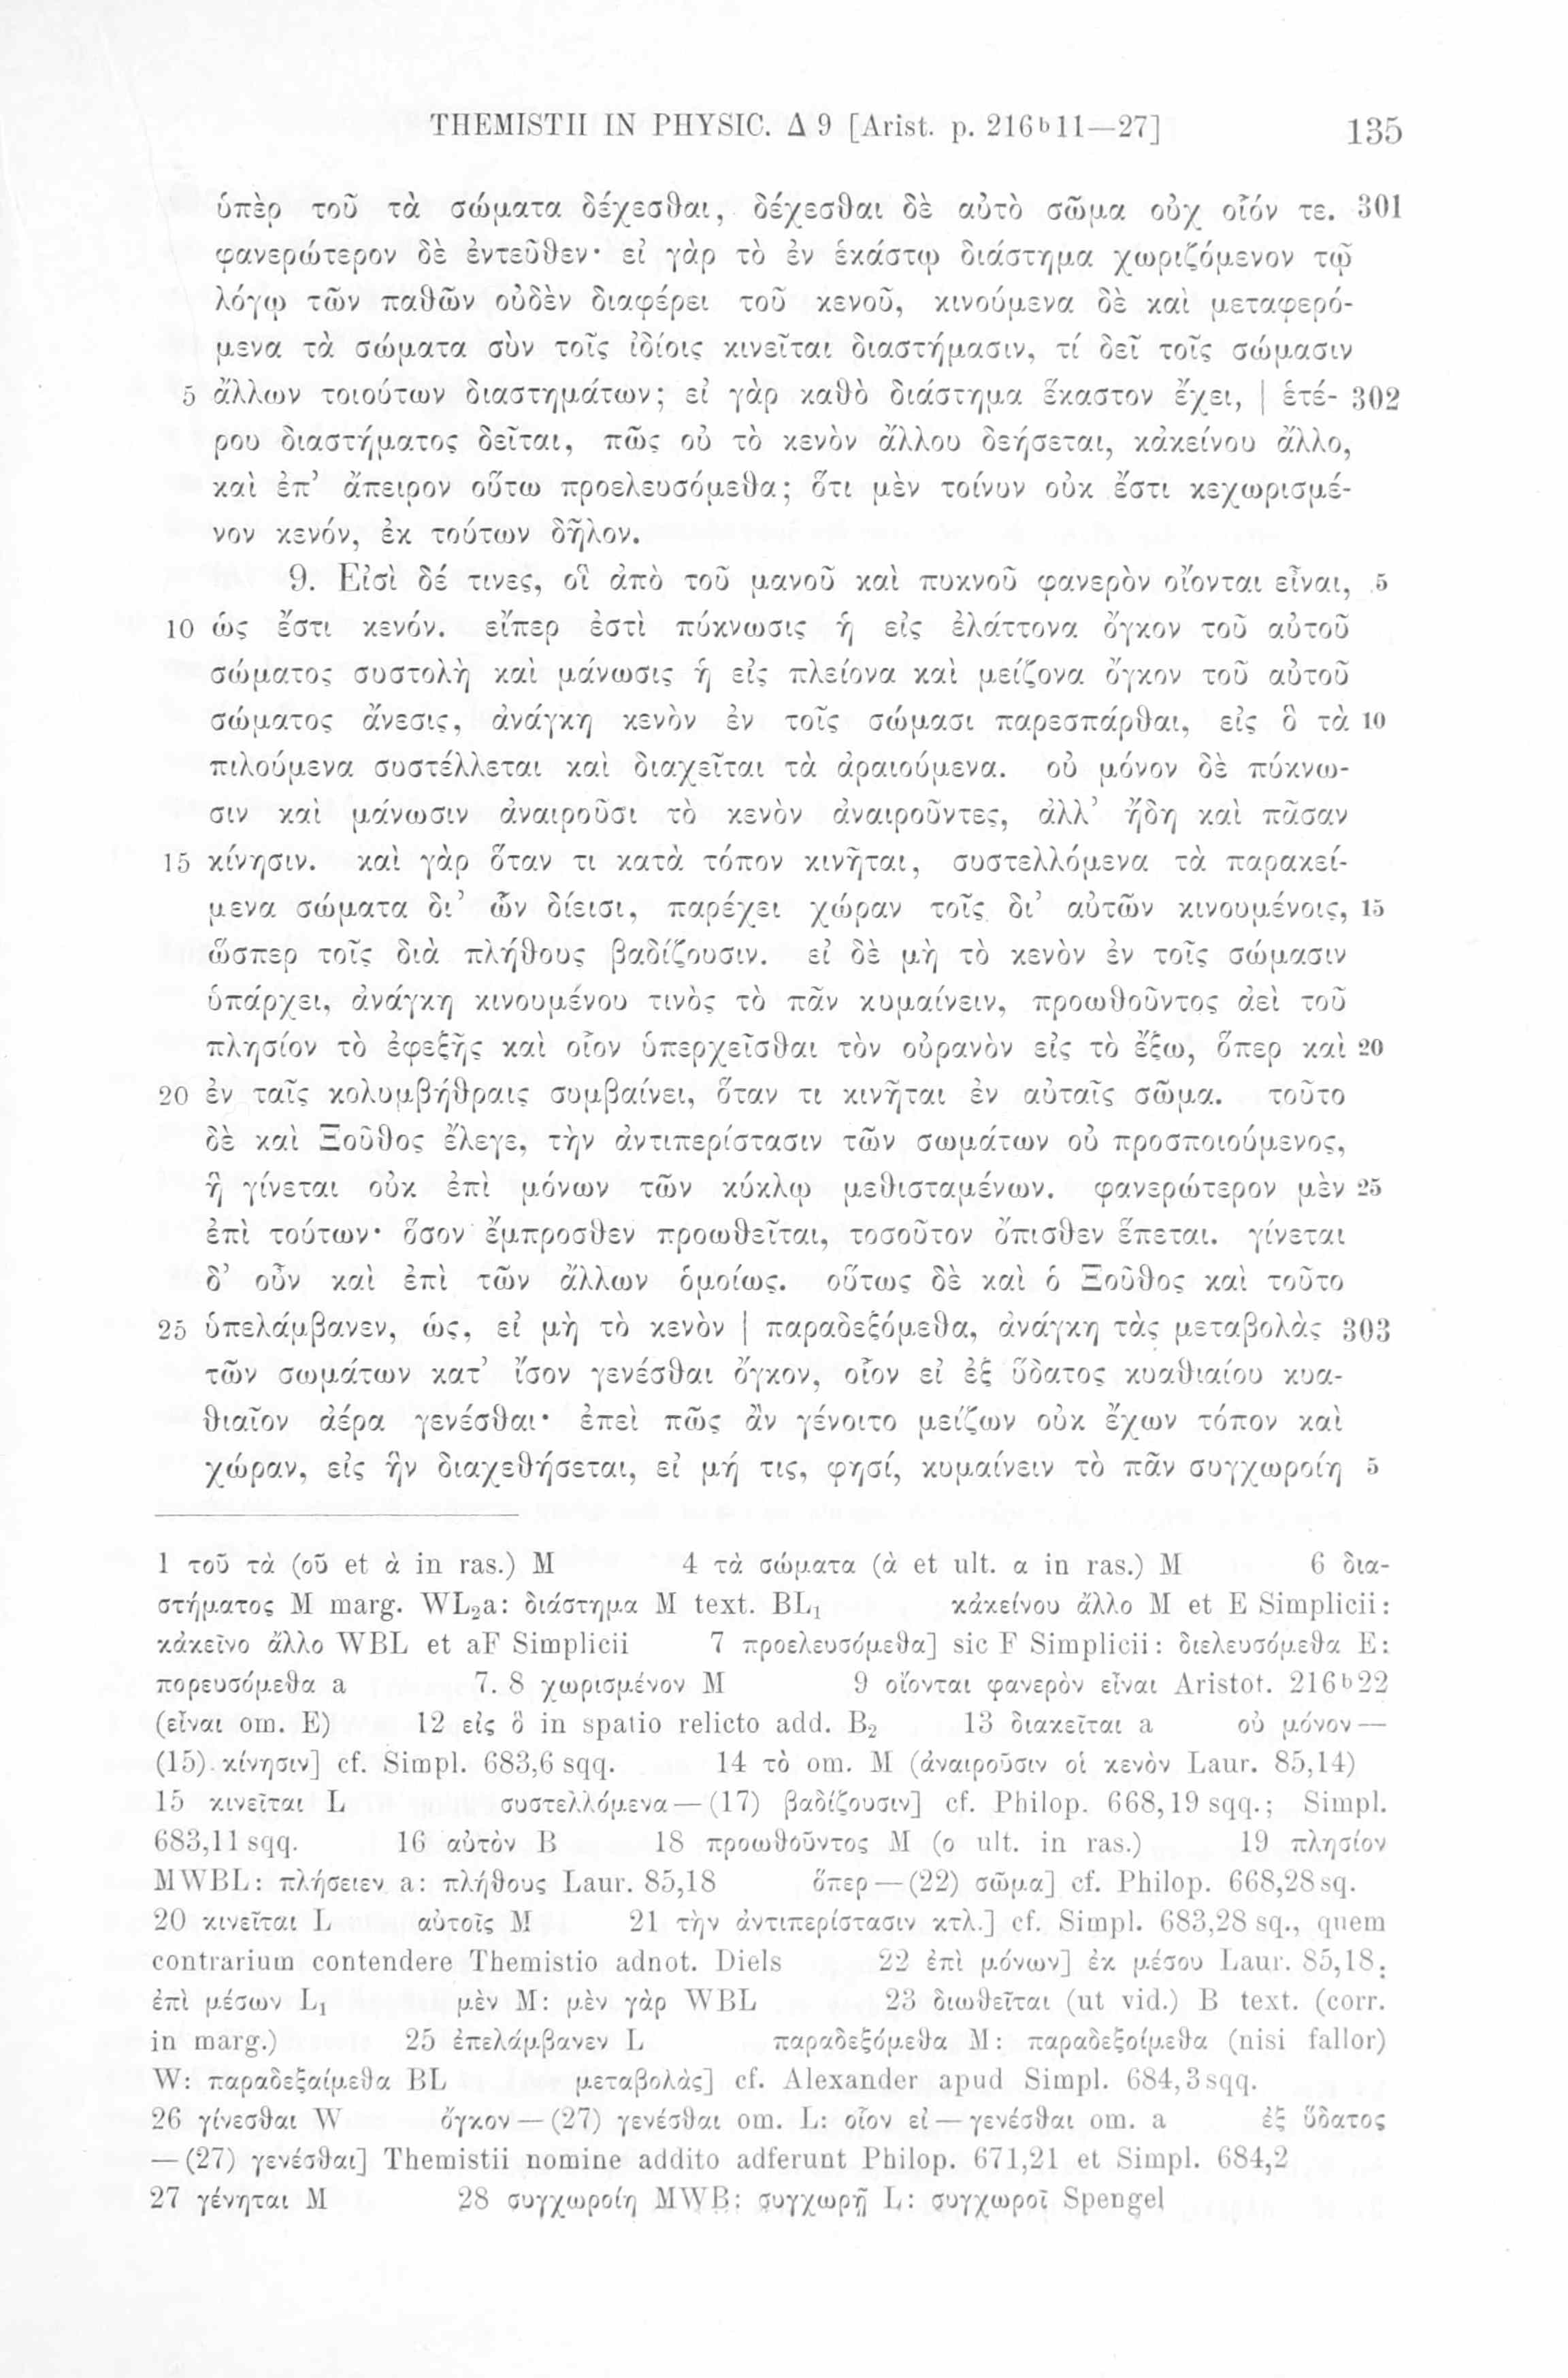 THEMISTII IN PHYSIC. Δ 9 [Arist. p. 216ᵇ11—27] 135
ὑπὲρ τοῦ τὰ σώματα δέχεσθαι, δέχεσθαι δὲ αὐτὸ σῶμα οὐχ οἷόν τε. 301
φανερώτερον δὲ ἐντεῦθεν· εἰ γὰρ τὸ ἐν ἑκάστῳ διάστημα χωριζόμενον τῷ
λόγῳ τῶν παθῶν οὐδὲν διαφέρει τοῦ κενοῦ, κινούμενα δὲ καὶ μεταφερό-
μενα τὰ σώματα σὺν τοῖς ἰδίοις κινεῖται διαστήμασιν, τί δεῖ τοῖς σώμασιν
5 ἄλλων τοιούτων διαστημάτων; εἰ γὰρ καθὸ διάστημα ἕκαστον ἔχει, | ἑτέ- 302
ρου διαστήματος δεῖται, πῶς οὐ τὸ κενὸν ἄλλου δεήσεται, κἀκείνου ἄλλο,
καὶ ἐπ’ ἄπειρον οὕτω προελευσόμεθα; ὅτι μὲν τοίνυν οὐκ ἔστι κεχωρισμέ-
νον κενόν, ἐκ τούτων δῆλον.
9. Εἰσὶ δέ τινες, οἳ ἀπὸ τοῦ μανοῦ καὶ πυκνοῦ φανερὸν οἴονται εἶναι, 5
10 ὡς ἔστι κενόν. εἴπερ ἐστὶ πύκνωσις ἡ εἰς ἐλάττονα ὄγκον τοῦ αὐτοῦ
σώματος συστολὴ καὶ μάνωσις ἡ εἰς πλείονα καὶ μείζονα ὄγκον τοῦ αὐτοῦ
σώματος ἄνεσις, ἀνάγκη κενὸν ἐν τοῖς σώμασι παρεσπάρθαι, εἰς ὃ τὰ 10
πιλούμενα συστέλλεται καὶ διαχεῖται τὰ ἀραιούμενα. οὐ μόνον δὲ πύκνω-
σιν καὶ μάνωσιν ἀναιροῦσι τὸ κενὸν ἀναιροῦντες, ἀλλ’ ἤδη καὶ πᾶσαν
15 κίνησιν. καὶ γὰρ ὅταν τι κατὰ τόπον κινῆται, συστελλόμενα τὰ παρακεί-
μενα σώματα δι’ ὧν δίεισι, παρέχει χώραν τοῖς δι’ αὐτῶν κινουμένοις, 15
ὥσπερ τοῖς διὰ πλήθους βαδίζουσιν. εἰ δὲ μὴ τὸ κενὸν ἐν τοῖς σώμασιν
ὑπάρχει, ἀνάγκη κινουμένου τινὸς τὸ πᾶν κυμαίνειν, προωθοῦντος ἀεὶ τοῦ
πλησίον τὸ ἐφεξῆς καὶ οἷον ὑπερχεῖσθαι τὸν οὐρανὸν εἰς τὸ ἔξω, ὅπερ καὶ 20
20 ἐν ταῖς κολυμβήθραις συμβαίνει, ὅταν τι κινῆται ἐν αὐταῖς σῶμα. τοῦτο
δὲ καὶ Ξοῦθος ἔλεγε, τὴν ἀντιπερίστασιν τῶν σωμάτων οὐ προσποιούμενος,
ἣ γίνεται οὐκ ἐπὶ μόνων τῶν κύκλῳ μεθισταμένων. φανερώτερον μὲν 25
ἐπὶ τούτων· ὅσον ἔμπροσθεν προωθεῖται, τοσοῦτον ὄπισθεν ἕπεται. γίνεται
δ’ οὖν καὶ ἐπὶ τῶν ἄλλων ὁμοίως. οὕτως δὲ καὶ ὁ Ξοῦθος καὶ τοῦτο
25 ὑπελάμβανεν, ὡς, εἰ μὴ τὸ κενὸν | παραδεξόμεθα, ἀνάγκη τὰς μεταβολὰς 303
τῶν σωμάτων κατ’ ἴσον γενέσθαι ὄγκον, οἷον εἰ ἐξ ὕδατος κυαθιαίου κυα-
θιαῖον ἀέρα γενέσθαι· ἐπεὶ πῶς ἂν γένοιτο μείζων οὐκ ἔχων τόπον καὶ
χώραν, εἰς ἣν διαχεθήσεται, εἰ μή τις, φησί, κυμαίνειν τὸ πᾶν συγχωροίη 5
1 τοῦ τὰ (οῦ et ὰ in ras.) M 4 τὰ σώματα (ὰ et ult. α in ras.) M 6 δια-
στήματος M marg. WL₂a: διάστημα M text. BL₁ κἀκείνου ἄλλο M et E Simplicii:
κἀκεῖνο ἄλλο WBL et aF Simplicii 7 προελευσόμεθα] sic F Simplicii: διελευσόμεθα E:
πορευσόμεθα a 7. 8 χωρισμένον M 9 οἴονται φανερὸν εἶναι Aristot. 216ᵇ22
(εἶναι om. E) 12 εἰς ὃ in spatio relicto add. B₂ 13 διακεῖται a οὐ μόνον —
(15) κίνησιν] cf. Simpl. 683,6 sqq. 14 τὸ om. M (ἀναιροῦσιν οἱ κενὸν Laur. 85,14)
15 κινεῖται L συστελλόμενα — (17) βαδίζουσιν] cf. Philop. 668,19 sqq.; Simpl.
683,11 sqq. 16 αὐτὸν B 18 προωθοῦντος M (ο ult. in ras.) 19 πλησίον
MWBL: πλήσειεν a: πλήθους Laur. 85,18 ὅπερ — (22) σῶμα] cf. Philop. 668,28 sq.
20 κινεῖται L αὐτοῖς M 21 τὴν ἀντιπερίστασιν κτλ.] cf. Simpl. 683,28 sq., quem
contrarium contendere Themistio adnot. Diels 22 ἐπὶ μόνων] ἐκ μέσου Laur. 85,18.
ἐπὶ μέσων L₁ μὲν M: μὲν γὰρ WBL 23 διωθεῖται (ut vid.) B text. (corr.
in marg.) 25 ἐπελάμβανεν L παραδεξόμεθα M: παραδεξοίμεθα (nisi fallor)
W: παραδεξαίμεθα BL μεταβολὰς] cf. Alexander apud Simpl. 684,3 sqq.
26 γίνεσθαι W ὄγκον — (27) γενέσθαι om. L: οἷον εἰ — γενέσθαι om. a ἐξ ὕδατος
— (27) γενέσθαι] Themistii nomine addito adferunt Philop. 671,21 et Simpl. 684,2
27 γένηται M 28 συγχωροίη MWB: συγχωρῇ L: συγχωροῖ Spengel